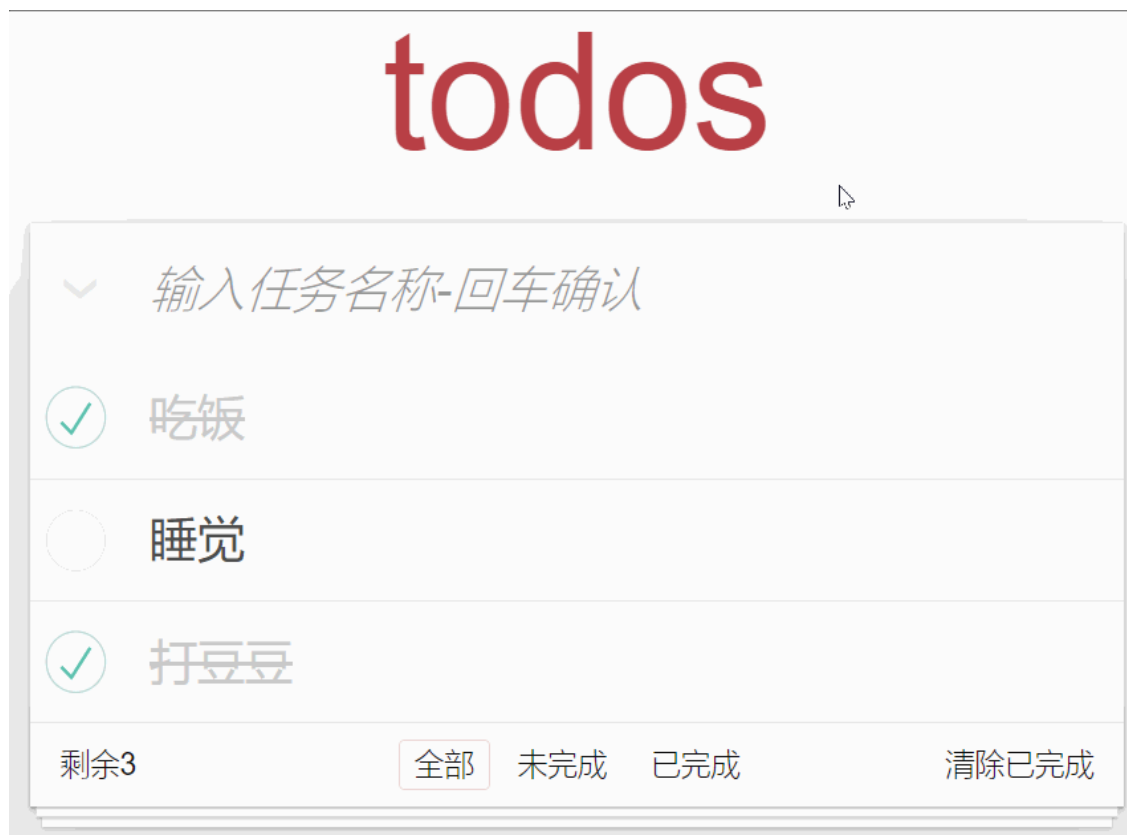 todos
输入任务名称-回车确认
吃饭
睡觉
打豆豆
剩余3 全部 未完成 已完成 清除已完成